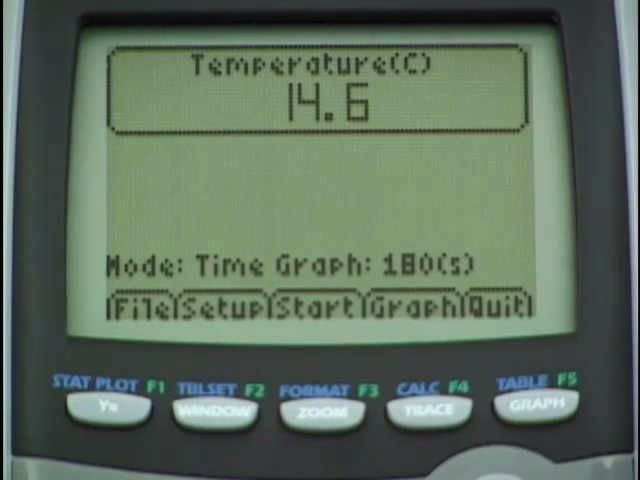 Temperature(C)
14.6
Mode: Time Graph: 180(s)
File Setup Start Graph Quit
STAT PLOT F1 TBLSET F2 FORMAT F3 CALC F4 TABLE F5
Y= WINDOW ZOOM TRACE GRAPH